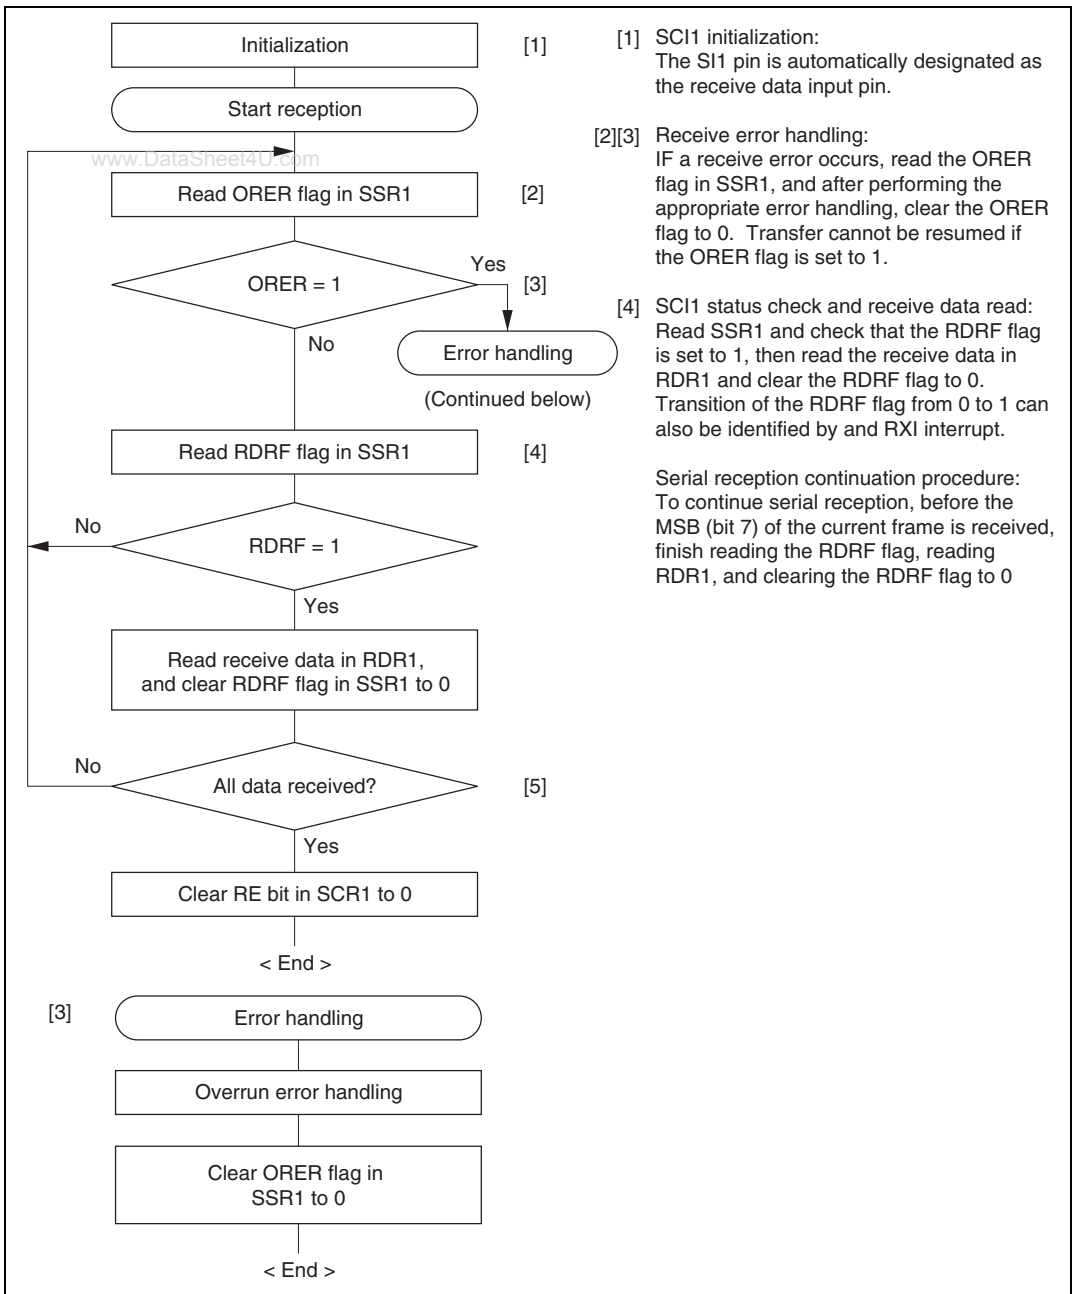 Initialization
[1]
Start reception
www.DataSheet4U.com
Read ORER flag in SSR1
[2]
ORER = 1
Yes
[3]
No
Error handling
(Continued below)
Read RDRF flag in SSR1
[4]
No
RDRF = 1
Yes
Read receive data in RDR1,
and clear RDRF flag in SSR1 to 0
No
All data received?
[5]
Yes
Clear RE bit in SCR1 to 0
< End >
[3]
Error handling
Overrun error handling
Clear ORER flag in
SSR1 to 0
< End >
[1] SCI1 initialization:
The SI1 pin is automatically designated as
the receive data input pin.
[2][3] Receive error handling:
IF a receive error occurs, read the ORER
flag in SSR1, and after performing the
appropriate error handling, clear the ORER
flag to 0. Transfer cannot be resumed if
the ORER flag is set to 1.
[4] SCI1 status check and receive data read:
Read SSR1 and check that the RDRF flag
is set to 1, then read the receive data in
RDR1 and clear the RDRF flag to 0.
Transition of the RDRF flag from 0 to 1 can
also be identified by and RXI interrupt.
Serial reception continuation procedure:
To continue serial reception, before the
MSB (bit 7) of the current frame is received,
finish reading the RDRF flag, reading
RDR1, and clearing the RDRF flag to 0